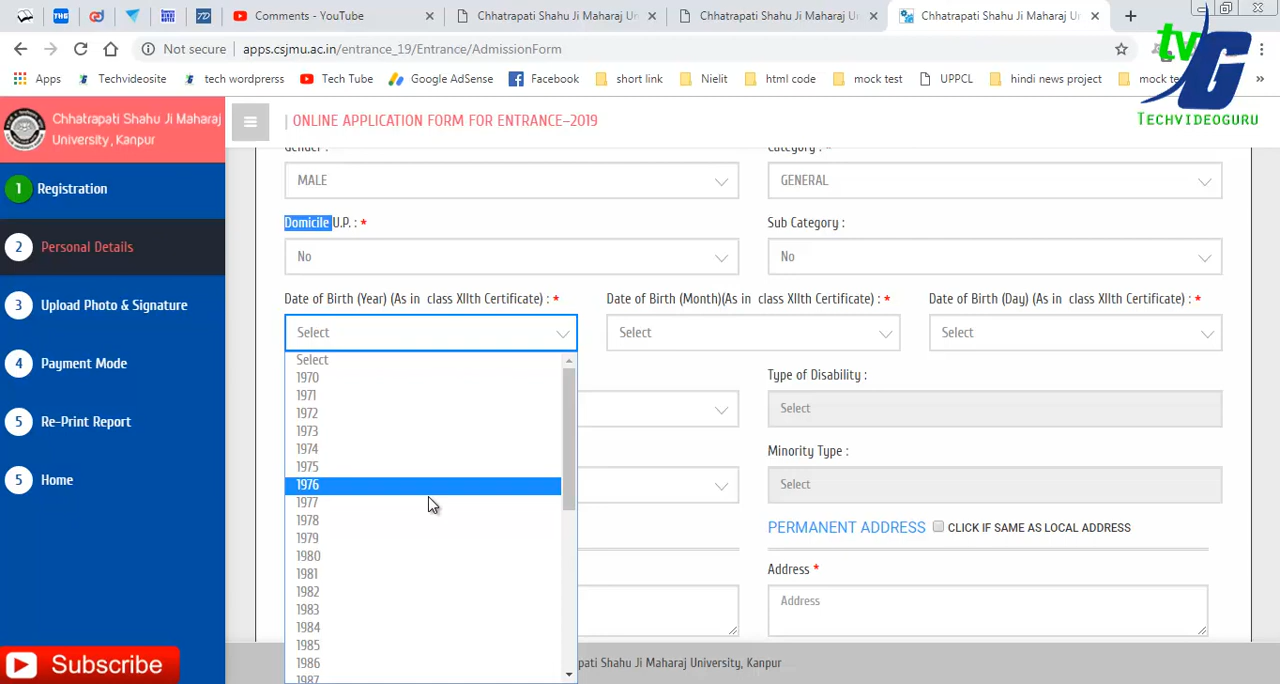 Comments - YouTube
Chhatrapati Shahu Ji Maharaj Ur
Chhatrapati Shahu Ji Maharaj U
Chhatrapati Shahu Ji Maharaj U
Not secure apps.csjmu.ac.in/entrance_19/Entrance/AdmissionForm
Apps Techvideosite tech wordprerss Tech Tube Google Adsense Facebook short link html code mock test UPPCL hindi news project
tv
G
TECHVIDEOGURU
Chhatrapati Shahu Ji Maharaj
University, Kanpur
ONLINE APPLICATION FORM FOR ENTRANCE–2019
1 Registration
2 Personal Details
3 Upload Photo & Signature
4 Payment Mode
5 Re-Print Report
5 Home
Gender : *
Category : *
MALE
GENERAL
Domicile U.P. : *
Sub Category :
No
No
Date of Birth (Year) (As in class XIIth Certificate) : *
Date of Birth (Month)(As in class XIIth Certificate) : *
Date of Birth (Day) (As in class XIIth Certificate) : *
Select
Select
Select
Select
1970
1971
1972
1973
1974
1975
1976
1977
1978
1979
1980
1981
1982
1983
1984
1985
1986
1987
Type of Disability :
Select
Minority Type :
Select
PERMANENT ADDRESS CLICK IF SAME AS LOCAL ADDRESS
Address *
Address
pati Shahu Ji Maharaj University, Kanpur
Subscribe